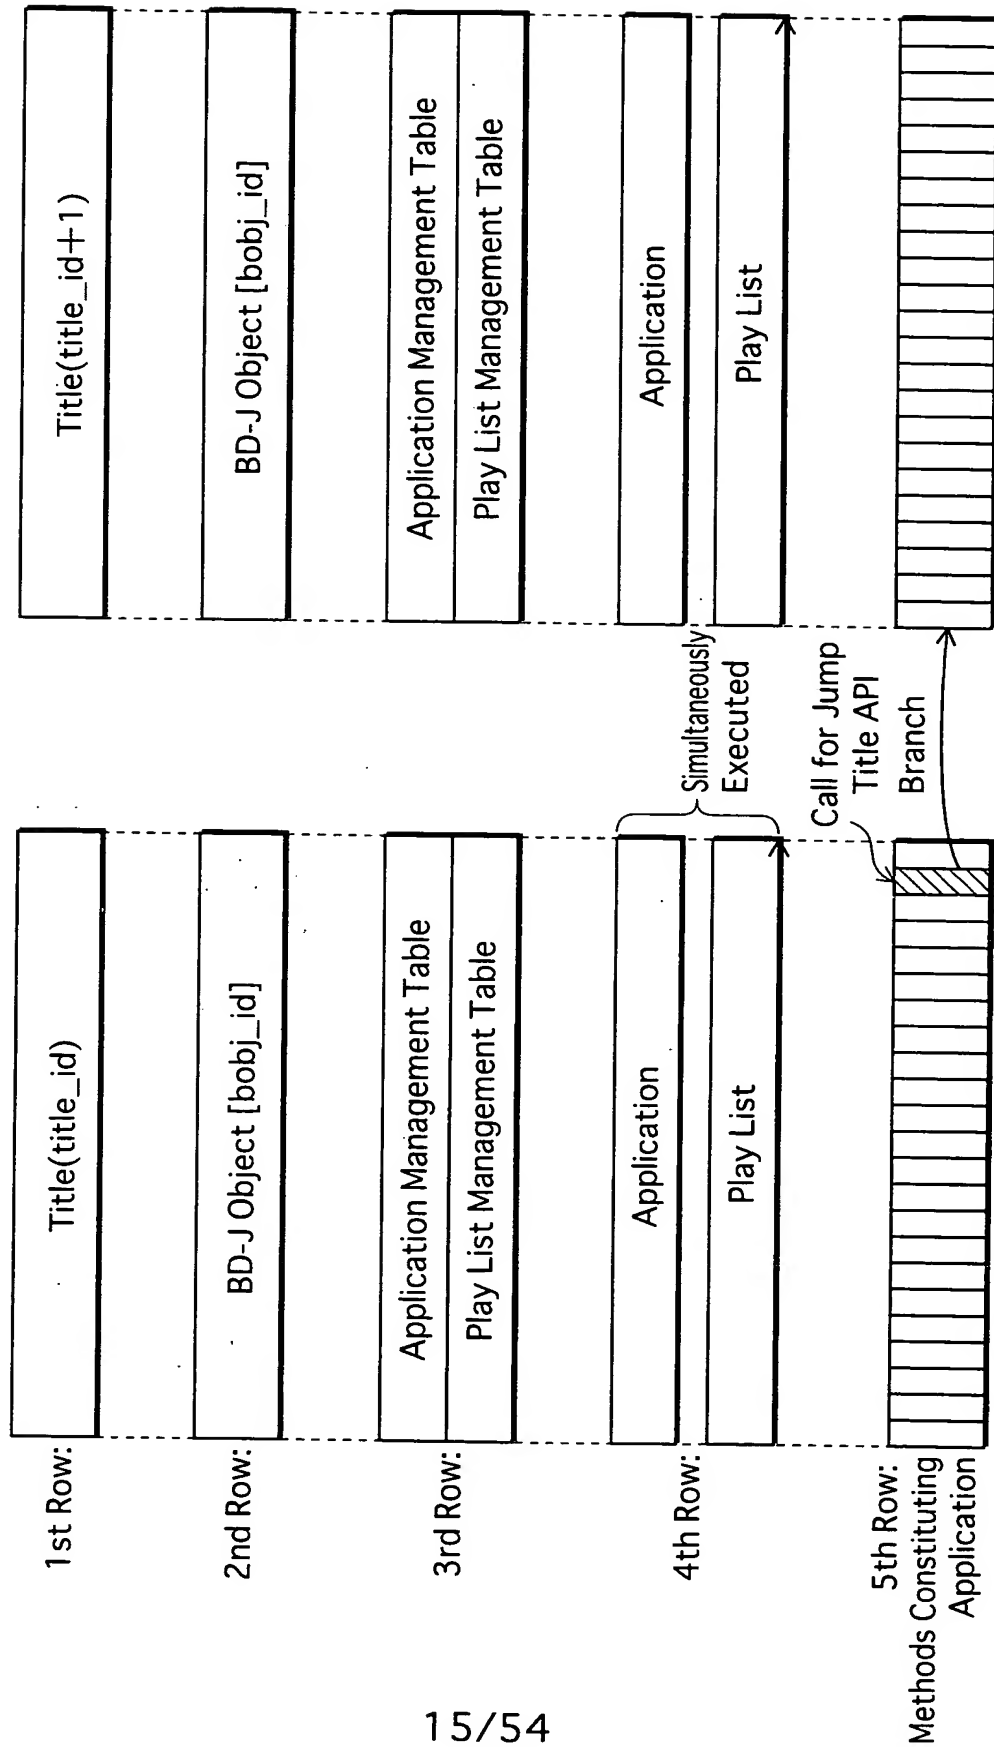 1st Row:
Title(title_id)
Title(title_id+1)
2nd Row:
BD-J Object [bobj_id]
BD-J Object [bobj_id]
3rd Row:
Application Management Table
Play List Management Table
Application Management Table
Play List Management Table
4th Row:
Application
Play List
Simultaneously
Executed
Application
Play List
5th Row:
Methods Constituting
Application
Call for Jump
Title API
Branch
15/54